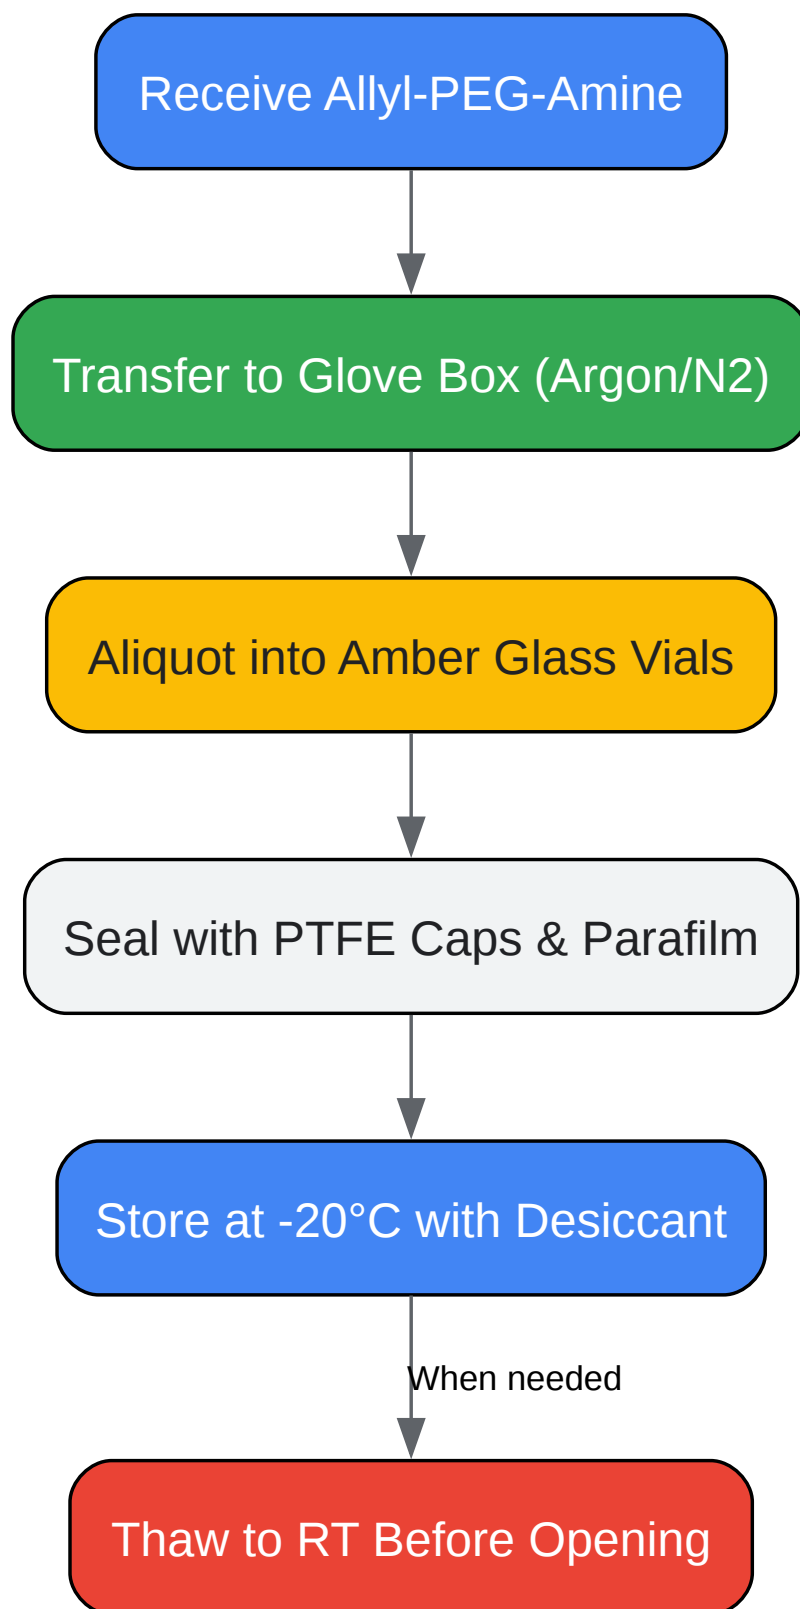 Receive Allyl-PEG-Amine
Transfer to Glove Box (Argon/N2)
Aliquot into Amber Glass Vials
Seal with PTFE Caps & Parafilm
Store at -20°C with Desiccant
When needed
Thaw to RT Before Opening